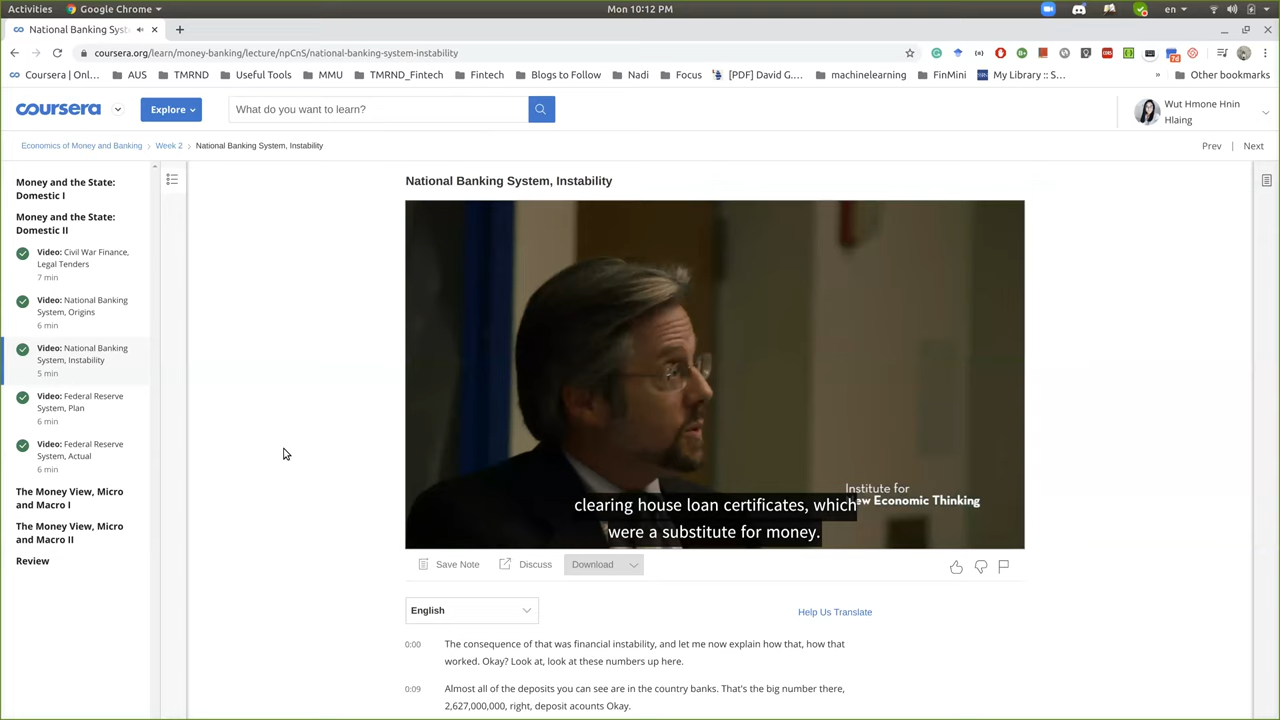 Activities Google Chrome Mon 10:12 PM en
National Banking Syst
coursera.org/learn/money-banking/lecture/npCnS/national-banking-system-instability
Coursera | Onl… AUS TMRND Useful Tools MMU TMRND_Fintech Fintech Blogs to Follow Nadi Focus [PDF] David G.… machinelearning FinMini My Library :: S… » Other bookmarks
coursera Explore What do you want to learn? Wut Hmone Hnin
Hlaing
Economics of Money and Banking > Week 2 > National Banking System, Instability Prev | Next
Money and the State:
Domestic I
Money and the State:
Domestic II
Video: Civil War Finance,
Legal Tenders
7 min
Video: National Banking
System, Origins
6 min
Video: National Banking
System, Instability
5 min
Video: Federal Reserve
System, Plan
6 min
Video: Federal Reserve
System, Actual
6 min
The Money View, Micro
and Macro I
The Money View, Micro
and Macro II
Review
National Banking System, Instability
Institute for
ew Economic Thinking
clearing house loan certificates, which
were a substitute for money.
Save Note Discuss Download
English Help Us Translate
0:00 The consequence of that was financial instability, and let me now explain how that, how that
worked. Okay? Look at, look at these numbers up here.
0:09 Almost all of the deposits you can see are in the country banks. That's the big number there,
2,627,000,000, right, deposit acounts Okay.